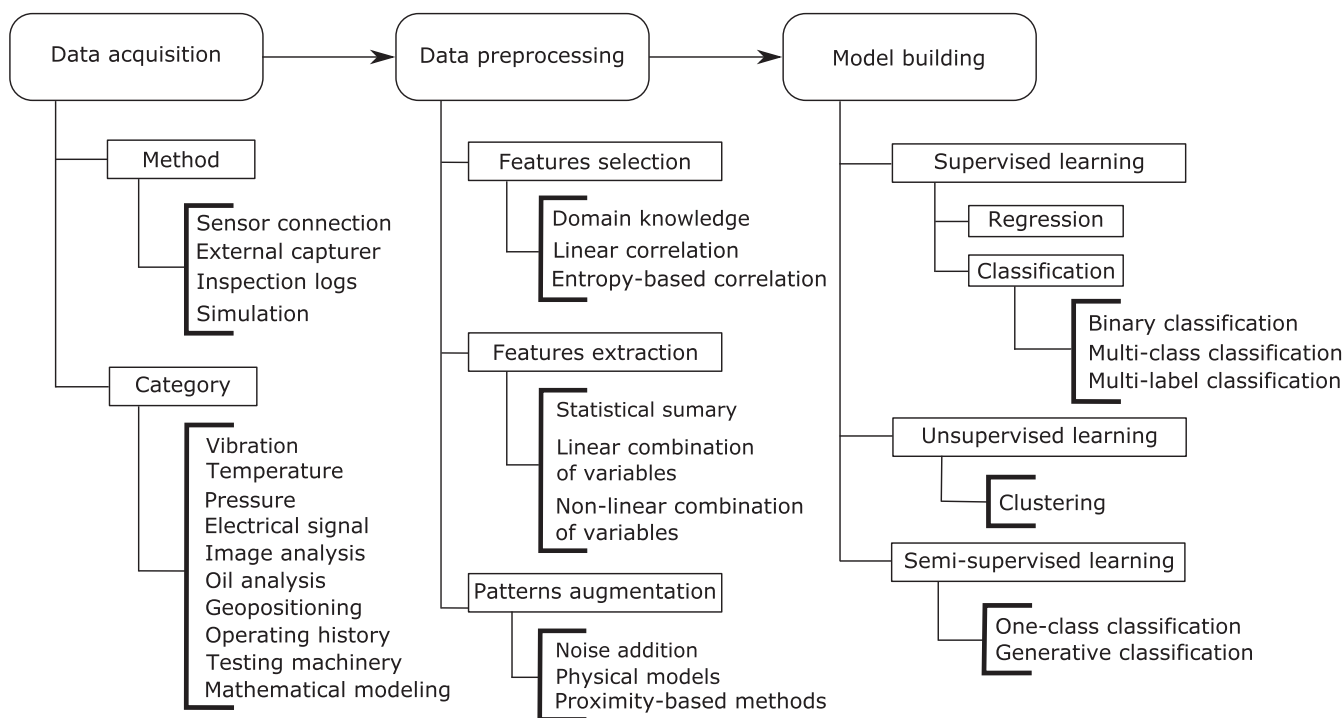 Data acquisition
Data preprocessing
Model building
Method
Sensor connection
External capturer
Inspection logs
Simulation
Category
Vibration
Temperature
Pressure
Electrical signal
Image analysis
Oil analysis
Geopositioning
Operating history
Testing machinery
Mathematical modeling
Features selection
Domain knowledge
Linear correlation
Entropy-based correlation
Features extraction
Statistical sumary
Linear combination
of variables
Non-linear combination
of variables
Patterns augmentation
Noise addition
Physical models
Proximity-based methods
Supervised learning
Regression
Classification
Binary classification
Multi-class classification
Multi-label classification
Unsupervised learning
Clustering
Semi-supervised learning
One-class classification
Generative classification